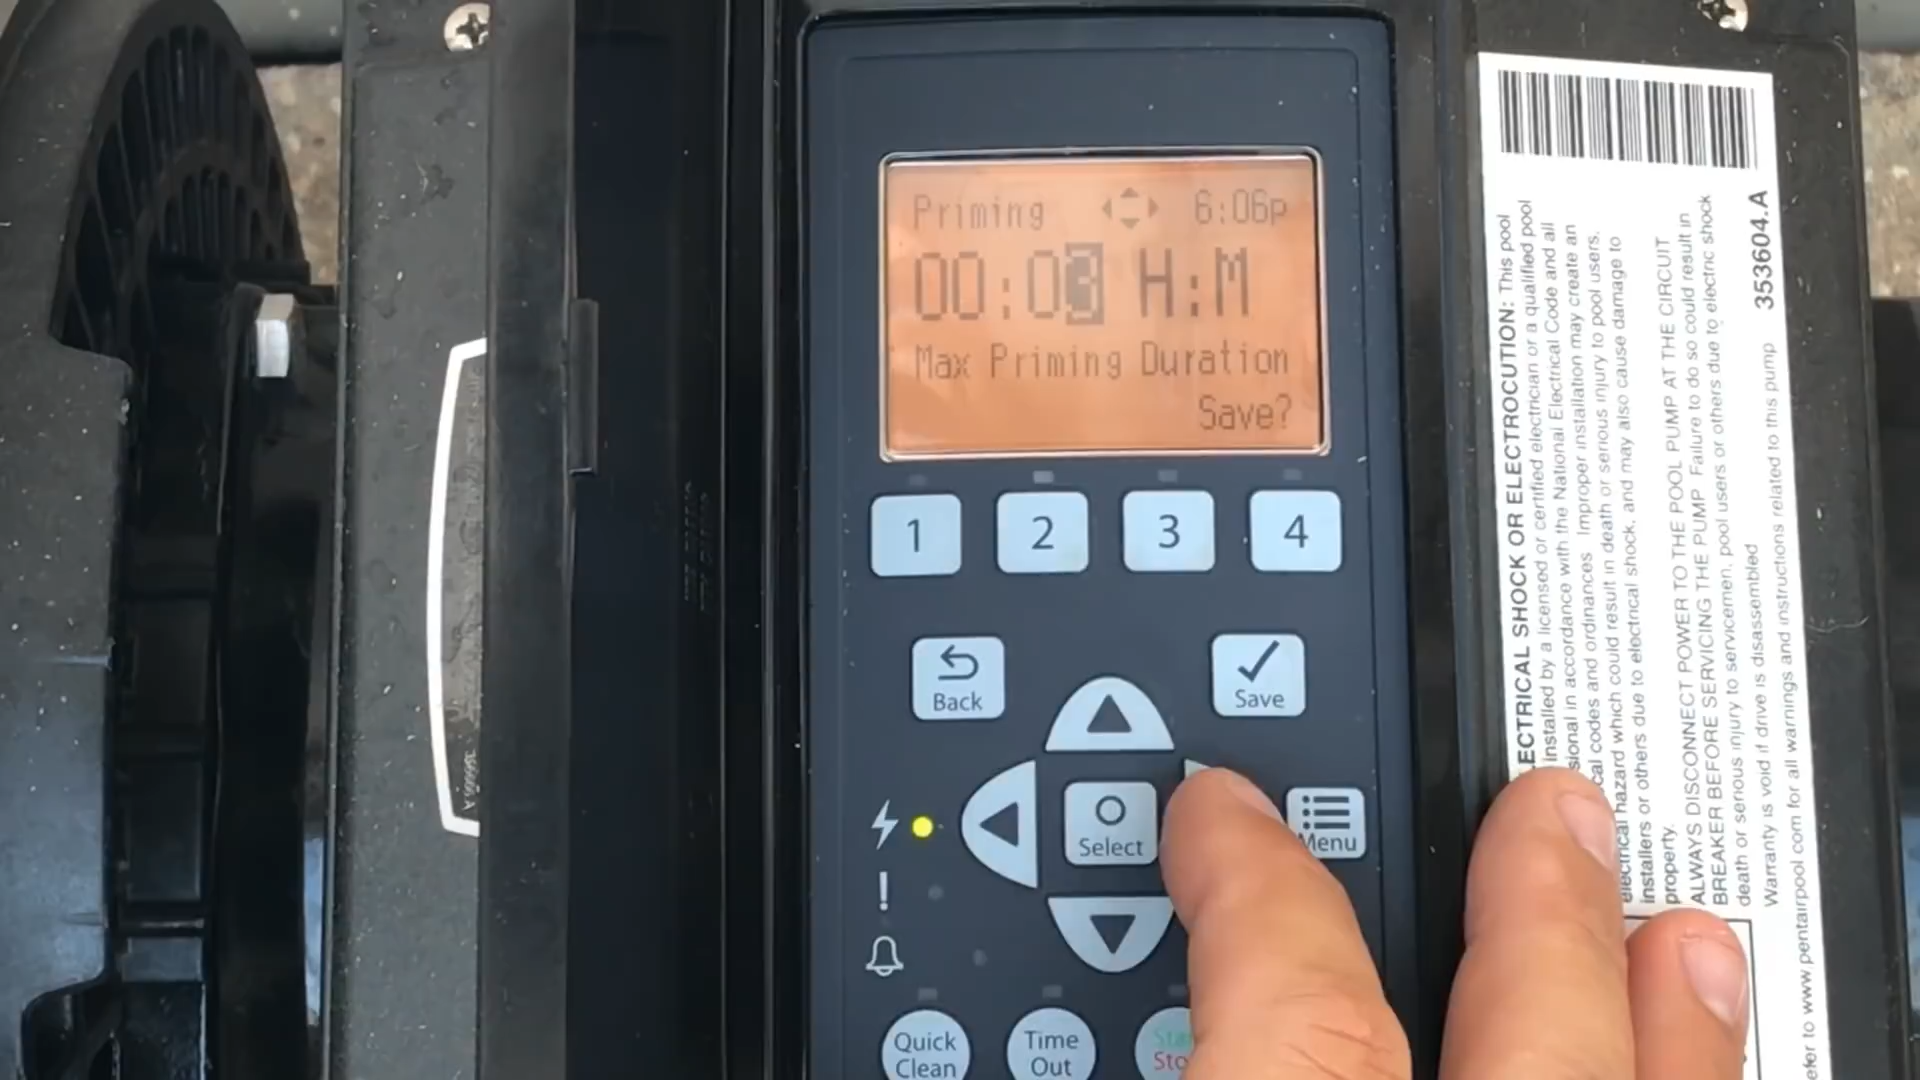 Priming 6:06p
00:03 H:M
Max Priming Duration
Save?
1 2 3 4
Back
Save
Select
Menu
Quick
Clean
Time
Out
353604.A
ELECTRICAL SHOCK OR ELECTROCUTION: This pool
installed by a licensed or certified electrician or a qualified pool
sional in accordance with the National Electrical Code and all
cal codes and ordinances. Improper installation may create an
electrical hazard which could result in death or serious injury to pool users,
installers or others due to electrical shock, and may also cause damage to
property.
ALWAYS DISCONNECT POWER TO THE POOL PUMP AT THE CIRCUIT
BREAKER BEFORE SERVICING THE PUMP. Failure to do so could result in
death or serious injury to servicemen, pool users or others due to electric shock
Warranty is void if drive is disassembled
efer to www.pentairpool.com for all warnings and instructions related to this pump